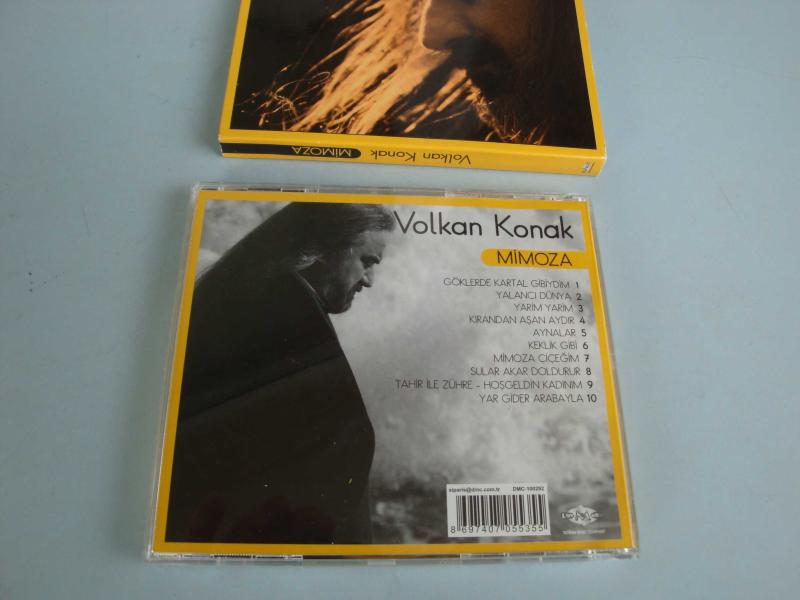 Volkan Konak MİMOZA
Volkan Konak
MİMOZA
GÖKLERDE KARTAL GİBİYDİM 1
YALANCI DÜNYA 2
YARİM YARİM 3
KIRANDAN AŞAN AYDIR 4
AYNALAR 5
KEKLİK GİBİ 6
MİMOZA ÇİÇEĞİM 7
SULAR AKAR DOLDURUR 8
TAHİR İLE ZÜHRE - HOŞGELDİN KADINIM 9
YAR GİDER ARABAYLA 10
siparis@dmc.com.tr DMC-100292
8 697407 055355
DMC